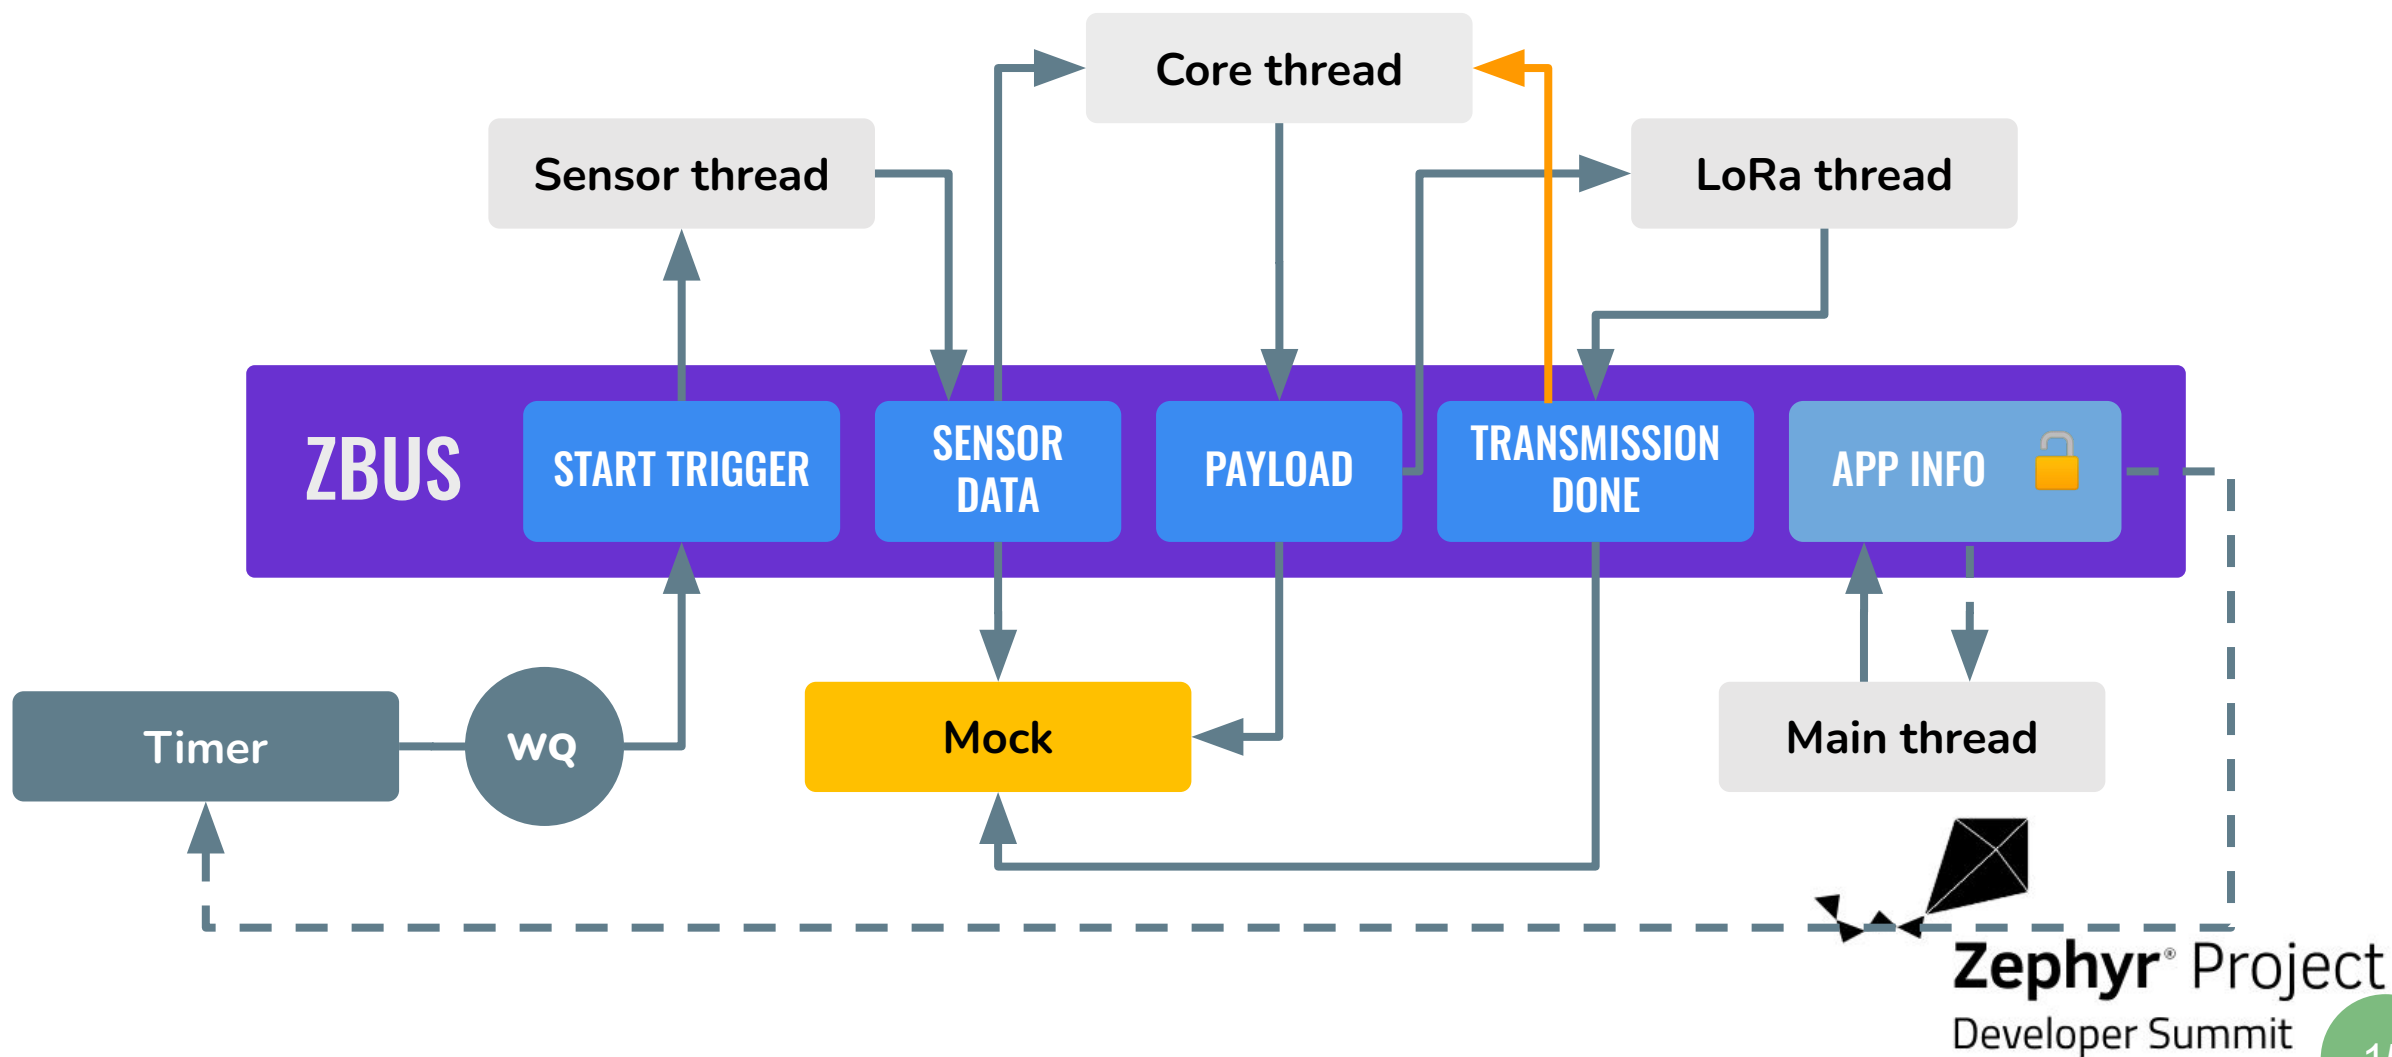 Core thread
Sensor thread
LoRa thread
ZBUS
START TRIGGER
SENSOR
DATA
PAYLOAD
TRANSMISSION
DONE
APP INFO
Timer
WQ
Mock
Main thread
Zephyr® Project
Developer Summit